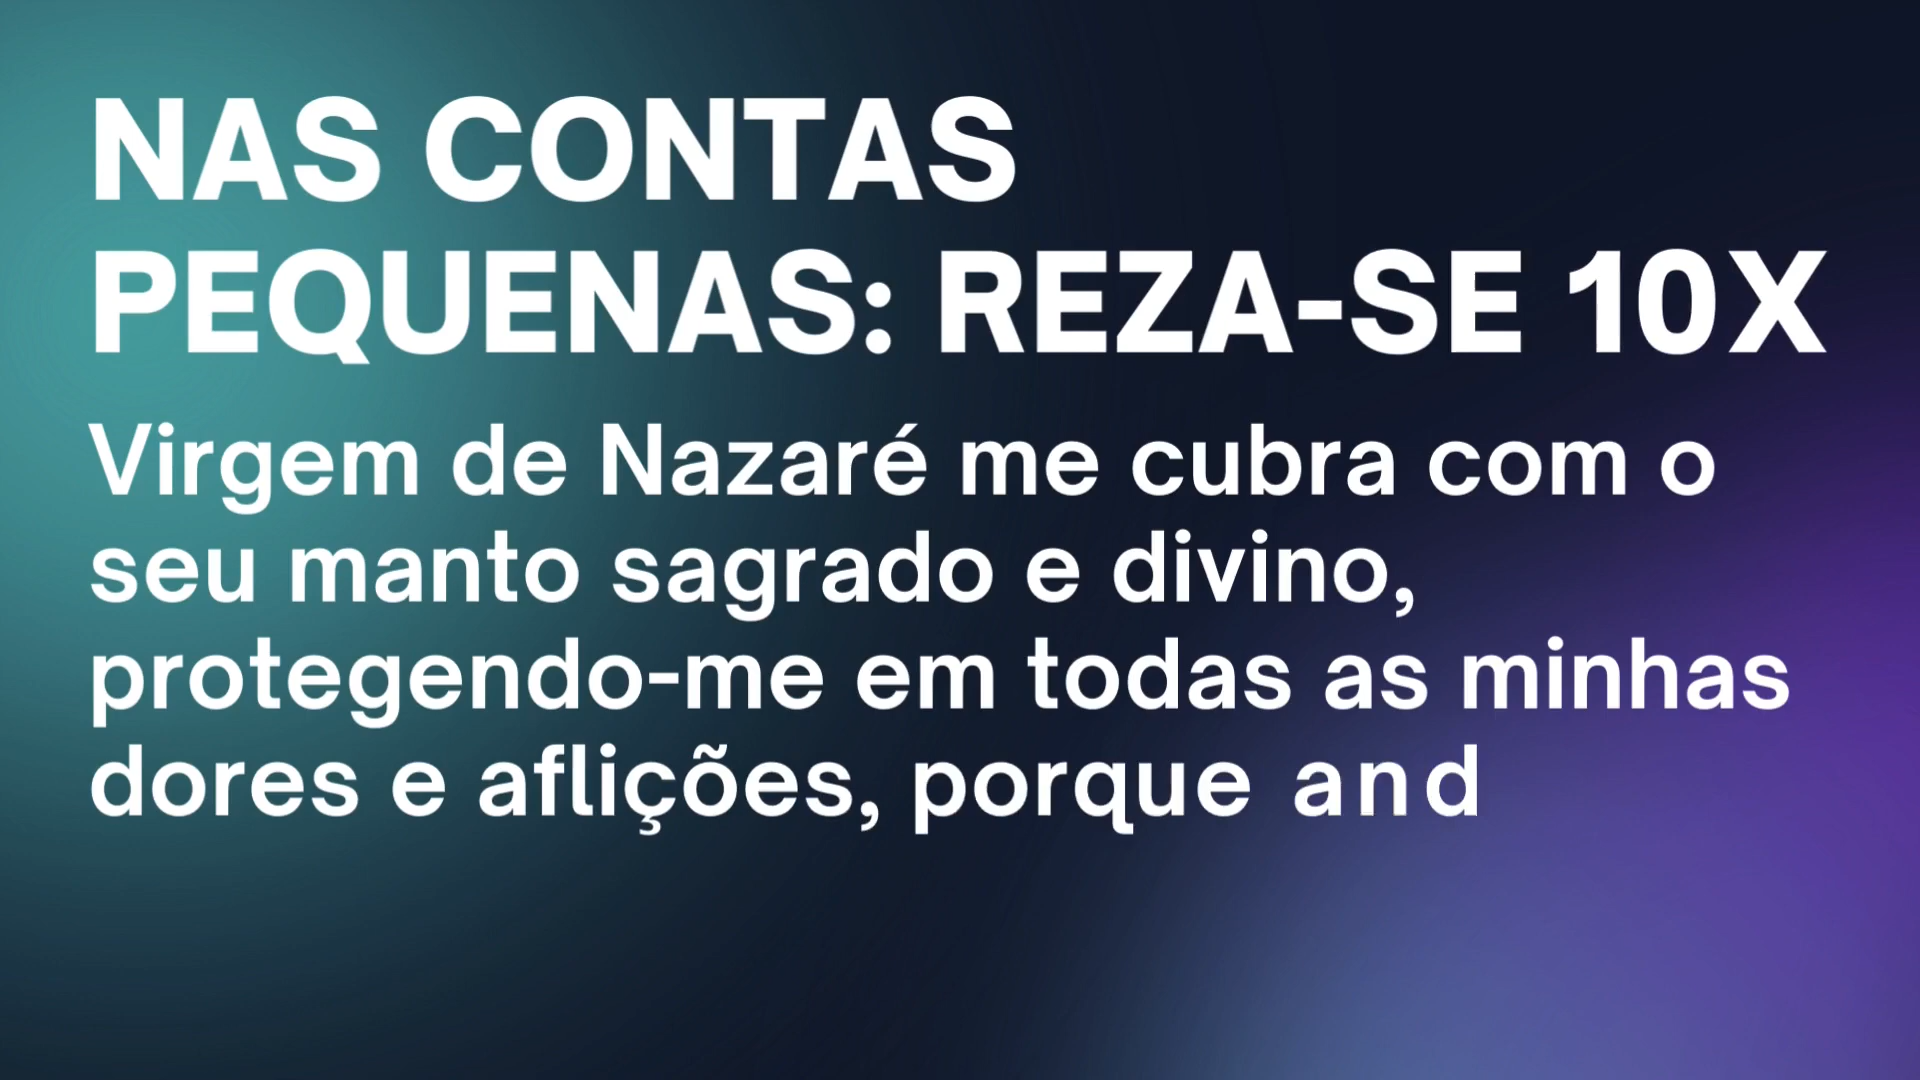 NAS CONTAS
PEQUENAS: REZA-SE 10X
Virgem de Nazaré me cubra com o
seu manto sagrado e divino,
protegendo-me em todas as minhas
dores e aflições, porque and